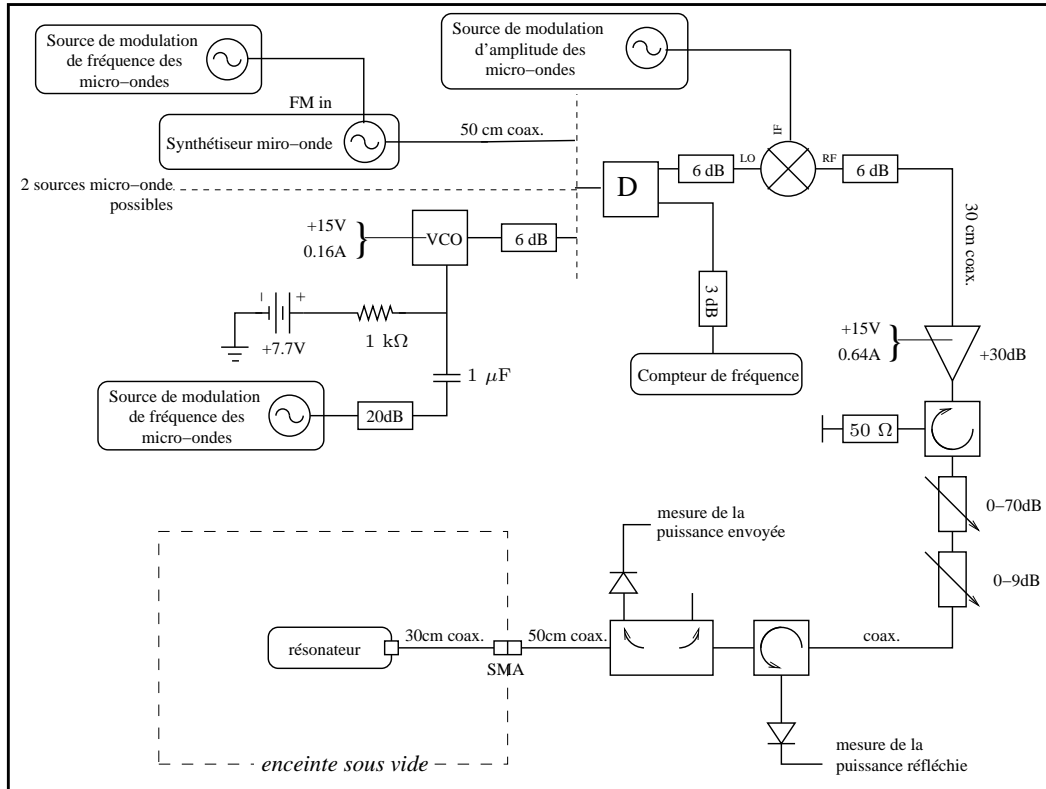 Source de modulation
de fréquence des
micro−ondes
Source de modulation
d'amplitude des
micro−ondes
FM in
Synthétiseur miro−onde
50 cm coax.
IF
LO
RF
6 dB
6 dB
D
2 sources micro−onde
possibles
30 cm coax.
+15V
0.16A
VCO
6 dB
3 dB
+7.7V
1 kΩ
1 µF
Compteur de fréquence
+15V
0.64A
+30dB
Source de modulation
de fréquence des
micro−ondes
20dB
50 Ω
0−70dB
0−9dB
mesure de la
puissance envoyée
résonateur
30cm coax.
SMA
50cm coax.
coax.
enceinte sous vide
mesure de la
puissance réfléchie